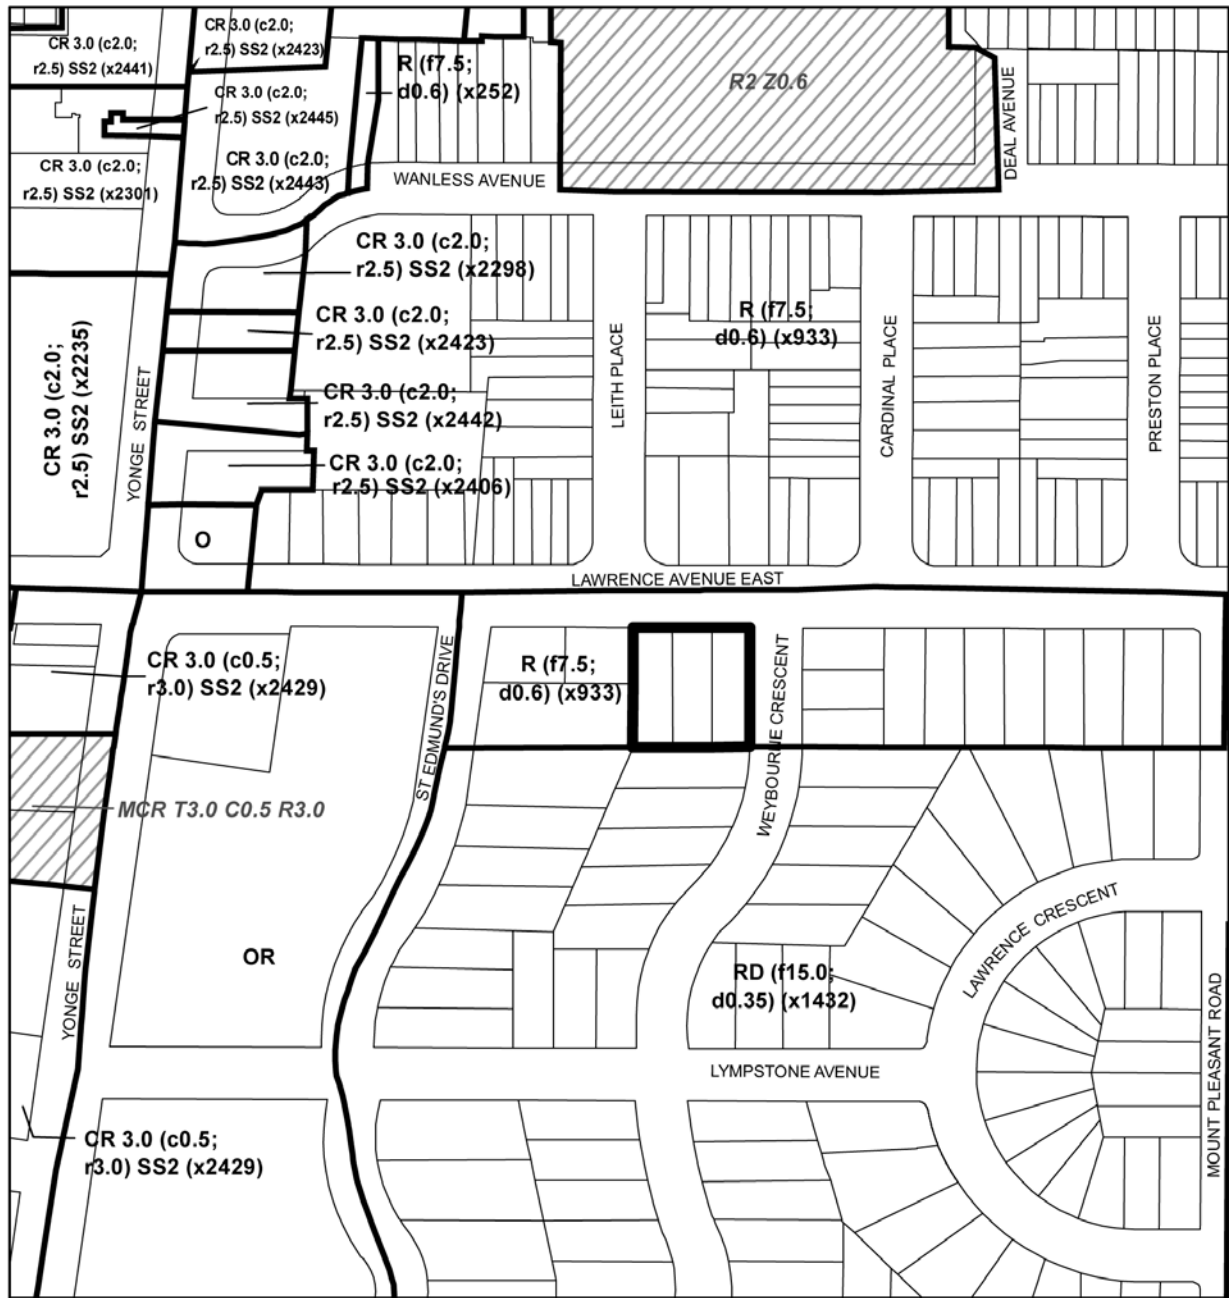 CR 3.0 (c2.0;
r2.5) SS2 (x2441)
CR 3.0 (c2.0;
r2.5) SS2 (x2423)
R (f7.5;
d0.6) (x252)
R2 Z0.6
DEAL AVENUE
CR 3.0 (c2.0;
r2.5) SS2 (x2445)
CR 3.0 (c2.0;
r2.5) SS2 (x2301)
CR 3.0 (c2.0;
r2.5) SS2 (x2443)
WANLESS AVENUE
CR 3.0 (c2.0;
r2.5) SS2 (x2298)
CR 3.0 (c2.0;
r2.5) SS2 (x2423)
R (f7.5;
d0.6) (x933)
CR 3.0 (c2.0;
r2.5) SS2 (x2235)
YONGE STREET
LEITH PLACE
CARDINAL PLACE
PRESTON PLACE
CR 3.0 (c2.0;
r2.5) SS2 (x2442)
CR 3.0 (c2.0;
r2.5) SS2 (x2406)
O
LAWRENCE AVENUE EAST
CR 3.0 (c0.5;
r3.0) SS2 (x2429)
ST EDMUND'S DRIVE
R (f7.5;
d0.6) (x933)
WEYBOURNE CRESCENT
MCR T3.0 C0.5 R3.0
YONGE STREET
OR
RD (f15.0;
d0.35) (x1432)
LAWRENCE CRESCENT
MOUNT PLEASANT ROAD
LYMPSTONE AVENUE
CR 3.0 (c0.5;
r3.0) SS2 (x2429)